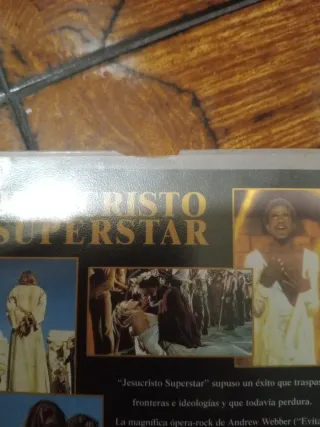 JESUCRISTO
SUPERSTAR
“Jesucristo Superstar” supuso un éxito que traspas
fronteras e ideologías y que todavía perdura.
La magnífica ópera-rock de Andrew Webber (“Evita